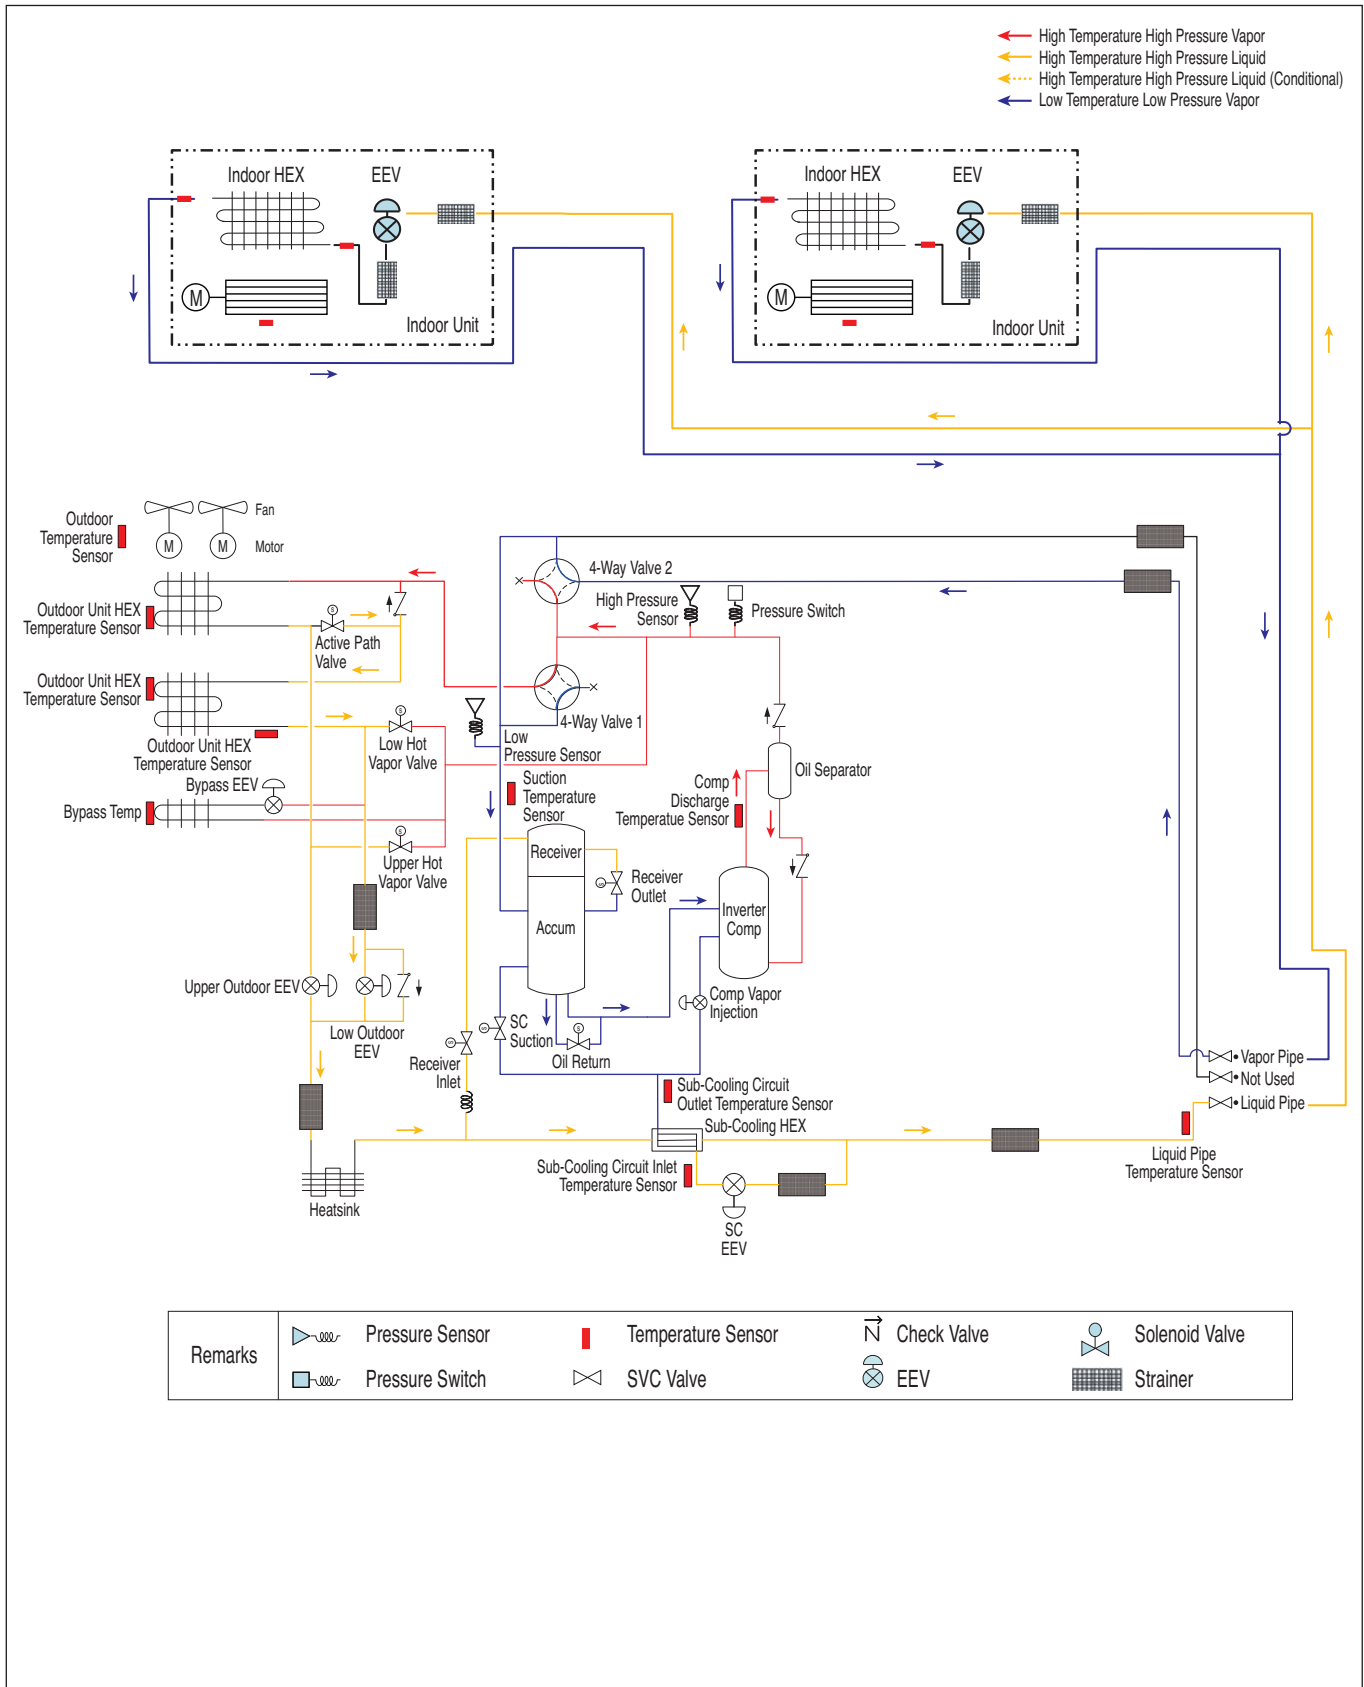 High Temperature High Pressure Vapor
High Temperature High Pressure Liquid
High Temperature High Pressure Liquid (Conditional)
Low Temperature Low Pressure Vapor
Indoor HEX
EEV
M
Indoor Unit
Indoor HEX
EEV
M
Indoor Unit
Outdoor
Temperature
Sensor
Fan
M
M
Motor
Outdoor Unit HEX
Temperature Sensor
S
Active Path
Valve
Outdoor Unit HEX
Temperature Sensor
Outdoor Unit HEX
Temperature Sensor
S
Low Hot
Vapor Valve
Bypass EEV
Bypass Temp
S
Upper Hot
Vapor Valve
4-Way Valve 2
High Pressure
Sensor
Pressure Switch
4-Way Valve 1
Low
Pressure Sensor
Suction
Temperature
Sensor
Comp
Discharge
Temperatue Sensor
Oil Separator
Receiver
S
Receiver
Outlet
Accum
Inverter
Comp
Upper Outdoor EEV
Low Outdoor
EEV
S
Receiver
Inlet
S
SC
Suction
S
Oil Return
Comp Vapor
Injection
Vapor Pipe
Not Used
Liquid Pipe
Sub-Cooling Circuit
Outlet Temperature Sensor
Sub-Cooling HEX
Sub-Cooling Circuit Inlet
Temperature Sensor
SC
EEV
Liquid Pipe
Temperature Sensor
Heatsink
Remarks
Pressure Sensor
Temperature Sensor
Check Valve
Solenoid Valve
Pressure Switch
SVC Valve
EEV
Strainer